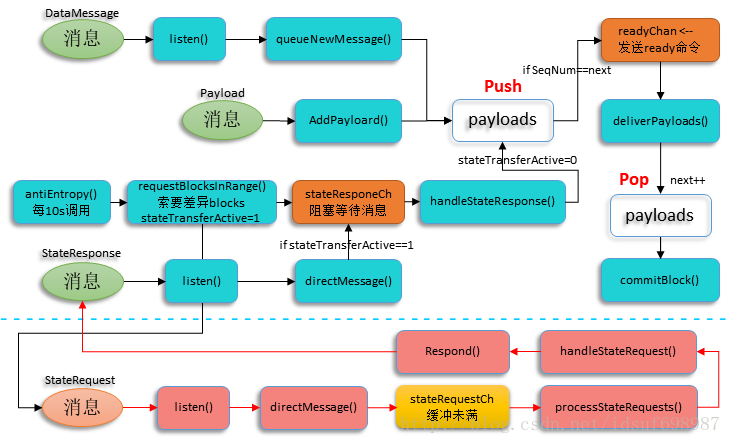 DataMessage
消息
listen()
queueNewMessage()
readyChan <--
发送ready命令
if SeqNum==next
Push
Payload
消息
AddPayloard()
payloads
deliverPayloads()
stateTransferActive=0
Pop
next++
antiEntropy()
每10s调用
requestBlocksInRange()
索要差异blocks
stateTransferActive=1
stateResponeCh
阻塞等待消息
handleStateResponse()
payloads
if stateTransferActive==1
StateResponse
消息
listen()
directMessage()
commitBlock()
Respond()
handleStateRequest()
StateRequest
消息
listen()
directMessage()
stateRequestCh
缓冲未满
processStateRequests()